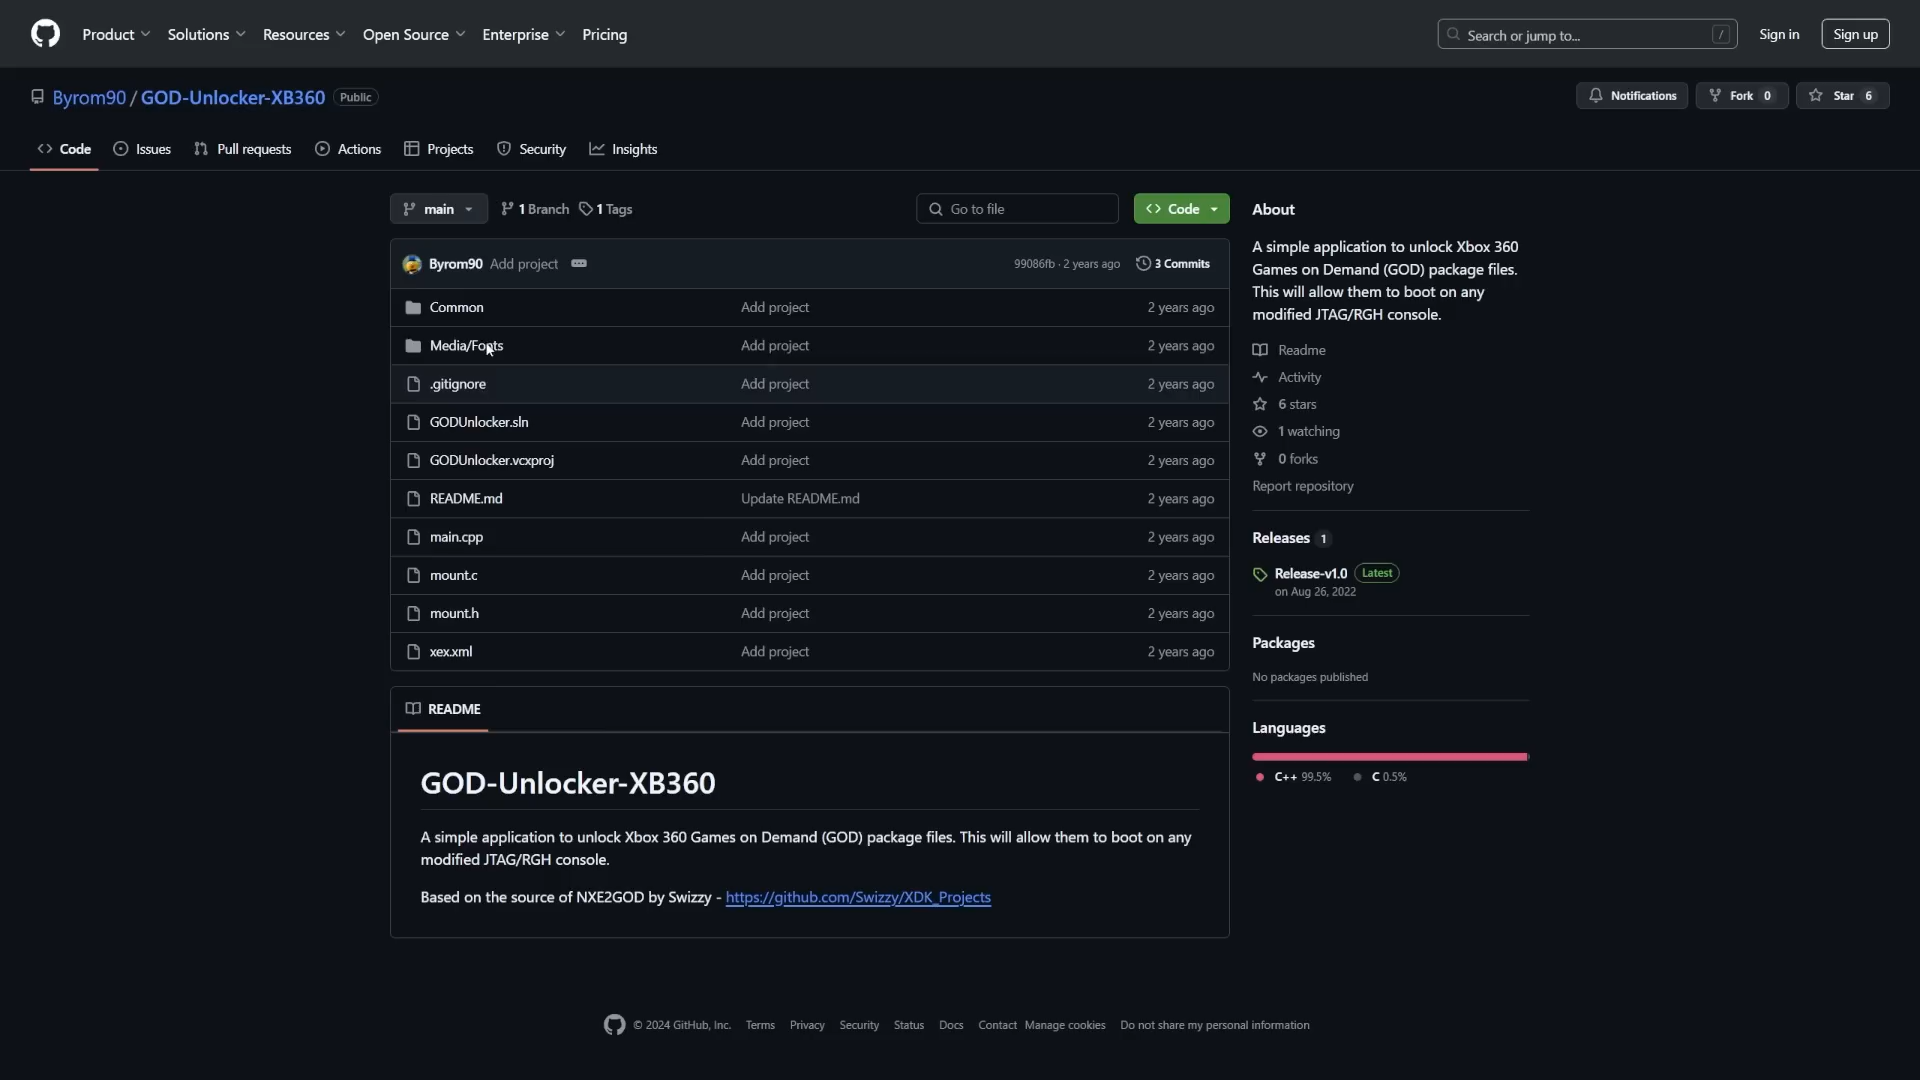 Product Solutions Resources Open Source Enterprise Pricing Search or jump to... / Sign in Sign up
Byrom90 / GOD-Unlocker-XB360 Public Notifications Fork 0 Star 6
Code Issues Pull requests Actions Projects Security Insights
main 1 Branch 1 Tags Go to file Code
Byrom90 Add project 99086fb · 2 years ago 3 Commits
Common Add project 2 years ago
Media/Fonts Add project 2 years ago
.gitignore Add project 2 years ago
GODUnlocker.sln Add project 2 years ago
GODUnlocker.vcxproj Add project 2 years ago
README.md Update README.md 2 years ago
main.cpp Add project 2 years ago
mount.c Add project 2 years ago
mount.h Add project 2 years ago
xex.xml Add project 2 years ago
README
GOD-Unlocker-XB360
A simple application to unlock Xbox 360 Games on Demand (GOD) package files. This will allow them to boot on any
modified JTAG/RGH console.
Based on the source of NXE2GOD by Swizzy - https://github.com/Swizzy/XDK_Projects
About
A simple application to unlock Xbox 360
Games on Demand (GOD) package files.
This will allow them to boot on any
modified JTAG/RGH console.
Readme
Activity
6 stars
1 watching
0 forks
Report repository
Releases 1
Release-v1.0 Latest
on Aug 26, 2022
Packages
No packages published
Languages
C++ 99.5% C 0.5%
© 2024 GitHub, Inc. Terms Privacy Security Status Docs Contact Manage cookies Do not share my personal information